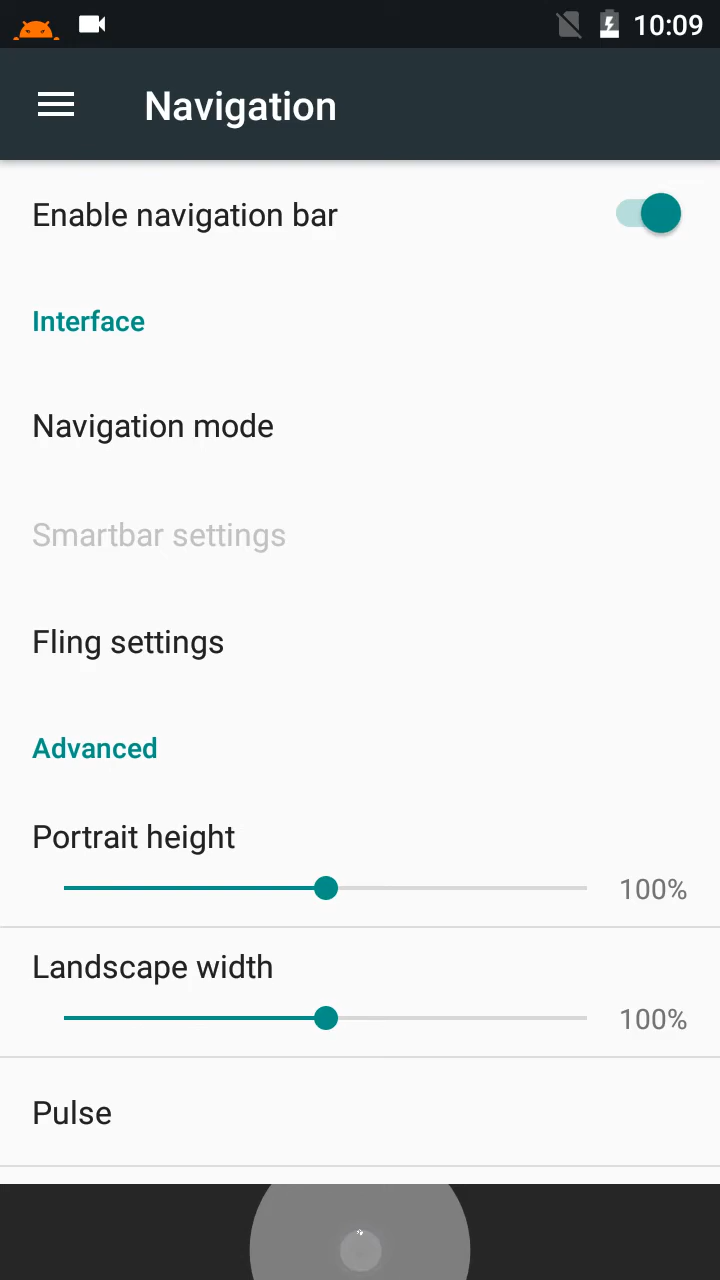 10:09
Navigation
Enable navigation bar
Interface
Navigation mode
Smartbar settings
Fling settings
Advanced
Portrait height
100%
Landscape width
100%
Pulse